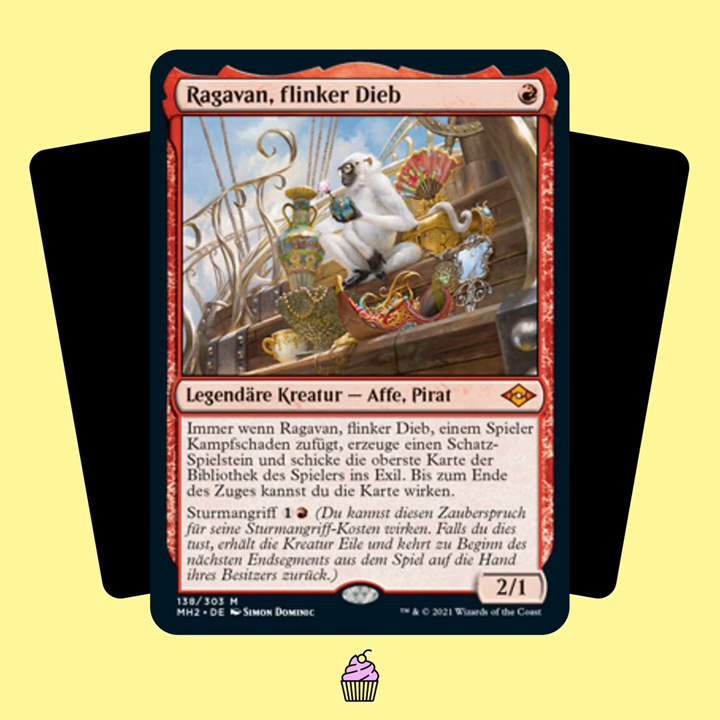 Ragavan, flinker Dieb
Legendäre Kreatur — Affe, Pirat
Immer wenn Ragavan, flinker Dieb, einem Spieler
Kampfschaden zufügt, erzeuge einen Schatz-
Spielstein und schicke die oberste Karte der
Bibliothek des Spielers ins Exil. Bis zum Ende
des Zuges kannst du die Karte wirken.
Sturmangriff 1 (Du kannst diesen Zauberspruch
für seine Sturmangriff-Kosten wirken. Falls du dies
tust, erhält die Kreatur Eile und kehrt zu Beginn des
nächsten Endsegments aus dem Spiel auf die Hand
ihres Besitzers zurück.)
2/1
138/303 M
MH2 • DE Simon Dominic
™ & © 2021 Wizards of the Coast